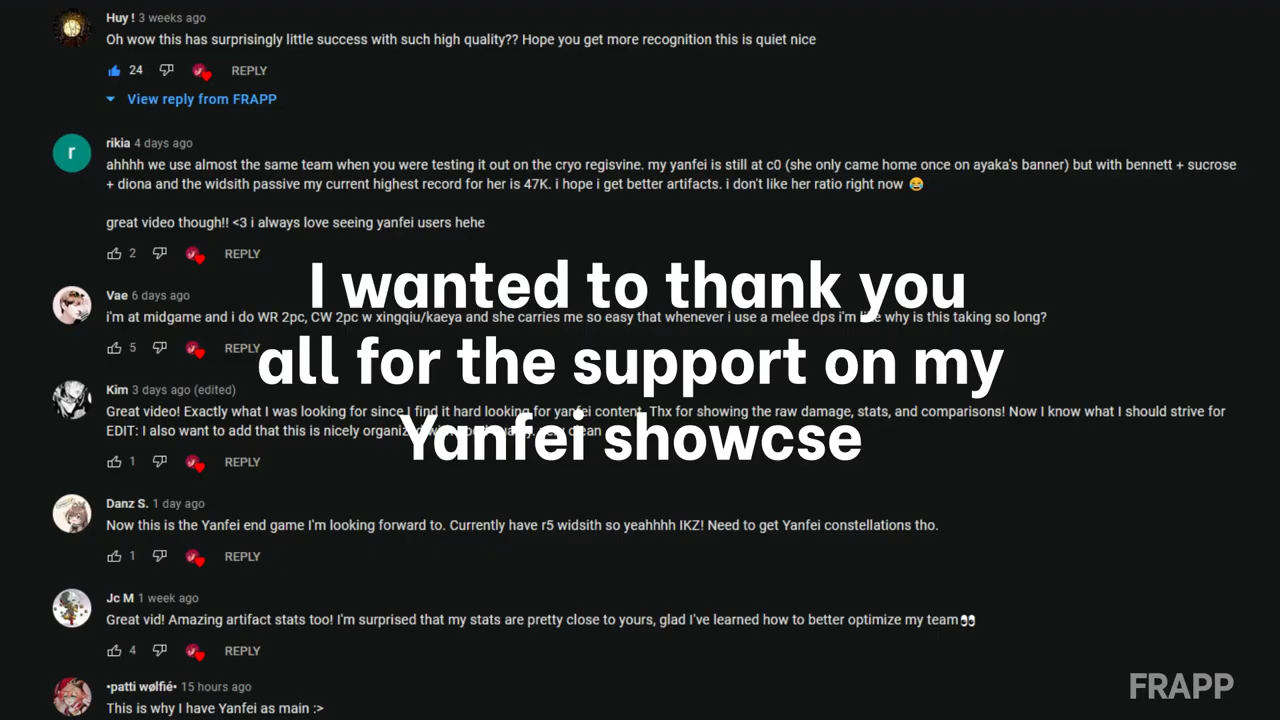 Huy ! 3 weeks ago
Oh wow this has surprisingly little success with such high quality?? Hope you get more recognition this is quiet nice
24 REPLY
View reply from FRAPP
r
rikia 4 days ago
ahhhh we use almost the same team when you were testing it out on the cryo regisvine. my yanfei is still at c0 (she only came home once on ayaka's banner) but with bennett + sucrose
+ diona and the widsith passive my current highest record for her is 47K. i hope i get better artifacts. i don't like her ratio right now 😂
great video though!! <3 i always love seeing yanfei users hehe
2 REPLY
I wanted to thank you
all for the support on my
Yanfei showcse
Vae 6 days ago
i'm at midgame and i do WR 2pc, CW 2pc w xingqiu/kaeya and she carries me so easy that whenever i use a melee dps i'm like why is this taking so long?
5 REPLY
Kim 3 days ago (edited)
Great video! Exactly what I was looking for since I find it hard looking for yanfei content. Thx for showing the raw damage, stats, and comparisons! Now I know what I should strive for
EDIT: I also want to add that this is nicely organized clean
1 REPLY
Danz S. 1 day ago
Now this is the Yanfei end game I'm looking forward to. Currently have r5 widsith so yeahhhh IKZ! Need to get Yanfei constellations tho.
1 REPLY
Jc M 1 week ago
Great vid! Amazing artifact stats too! I'm surprised that my stats are pretty close to yours, glad I've learned how to better optimize my team👀
4 REPLY
•patti wølfié• 15 hours ago
This is why I have Yanfei as main :>
FRAPP